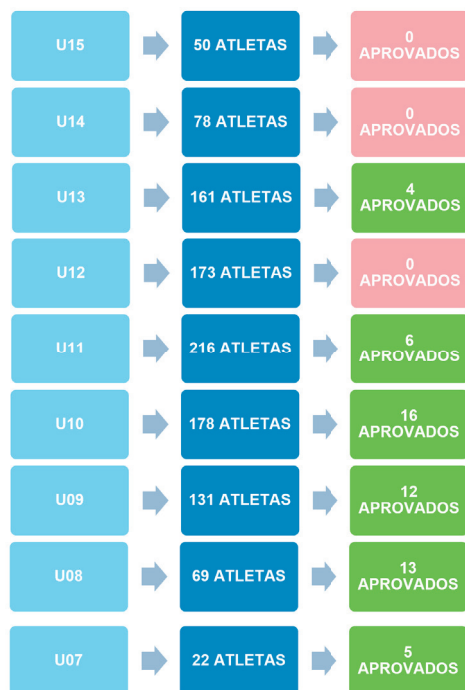 U15
50 ATLETAS
0
APROVADOS
U14
78 ATLETAS
0
APROVADOS
U13
161 ATLETAS
4
APROVADOS
U12
173 ATLETAS
0
APROVADOS
U11
216 ATLETAS
6
APROVADOS
U10
178 ATLETAS
16
APROVADOS
U09
131 ATLETAS
12
APROVADOS
U08
69 ATLETAS
13
APROVADOS
U07
22 ATLETAS
5
APROVADOS